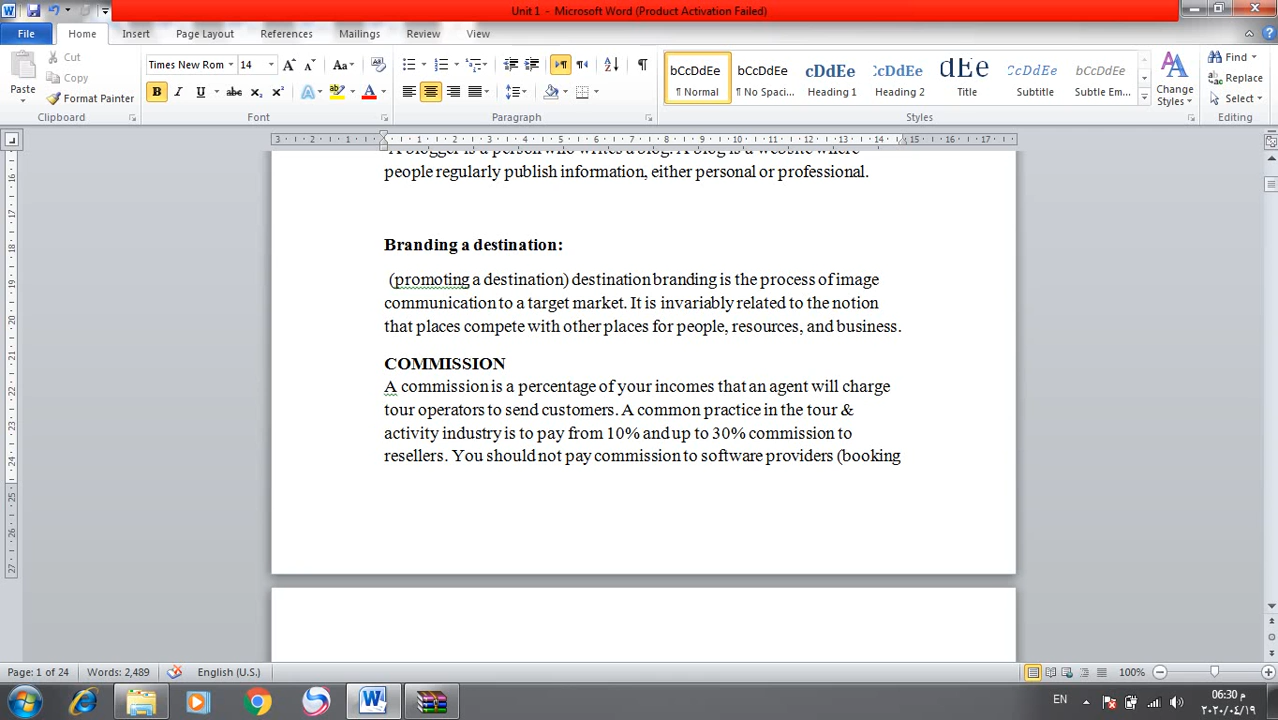 Unit 1 - Microsoft Word (Product Activation Failed)
File Home Insert Page Layout References Mailings Review View
Paste
Cut
Copy
Format Painter
Clipboard
Times New Rom 14
Font
Paragraph
bCcDdEe bCcDdEe cDdEe :cDdEe dEe :cDdEe bCcDdEe
¶ Normal ¶ No Spaci... Heading 1 Heading 2 Title Subtitle Subtle Em...
Styles
Change Styles
Find
Replace
Select
Editing
people regularly publish information, either personal or professional.
Branding a destination:
(promoting a destination) destination branding is the process of image
communication to a target market. It is invariably related to the notion
that places compete with other places for people, resources, and business.
COMMISSION
A commission is a percentage of your incomes that an agent will charge
tour operators to send customers. A common practice in the tour &
activity industry is to pay from 10% and up to 30% commission to
resellers. You should not pay commission to software providers (booking
Page: 1 of 24 Words: 2,489 English (U.S.) 100%
EN
06:30 م
٢٠٢٠/٠٤/١٩